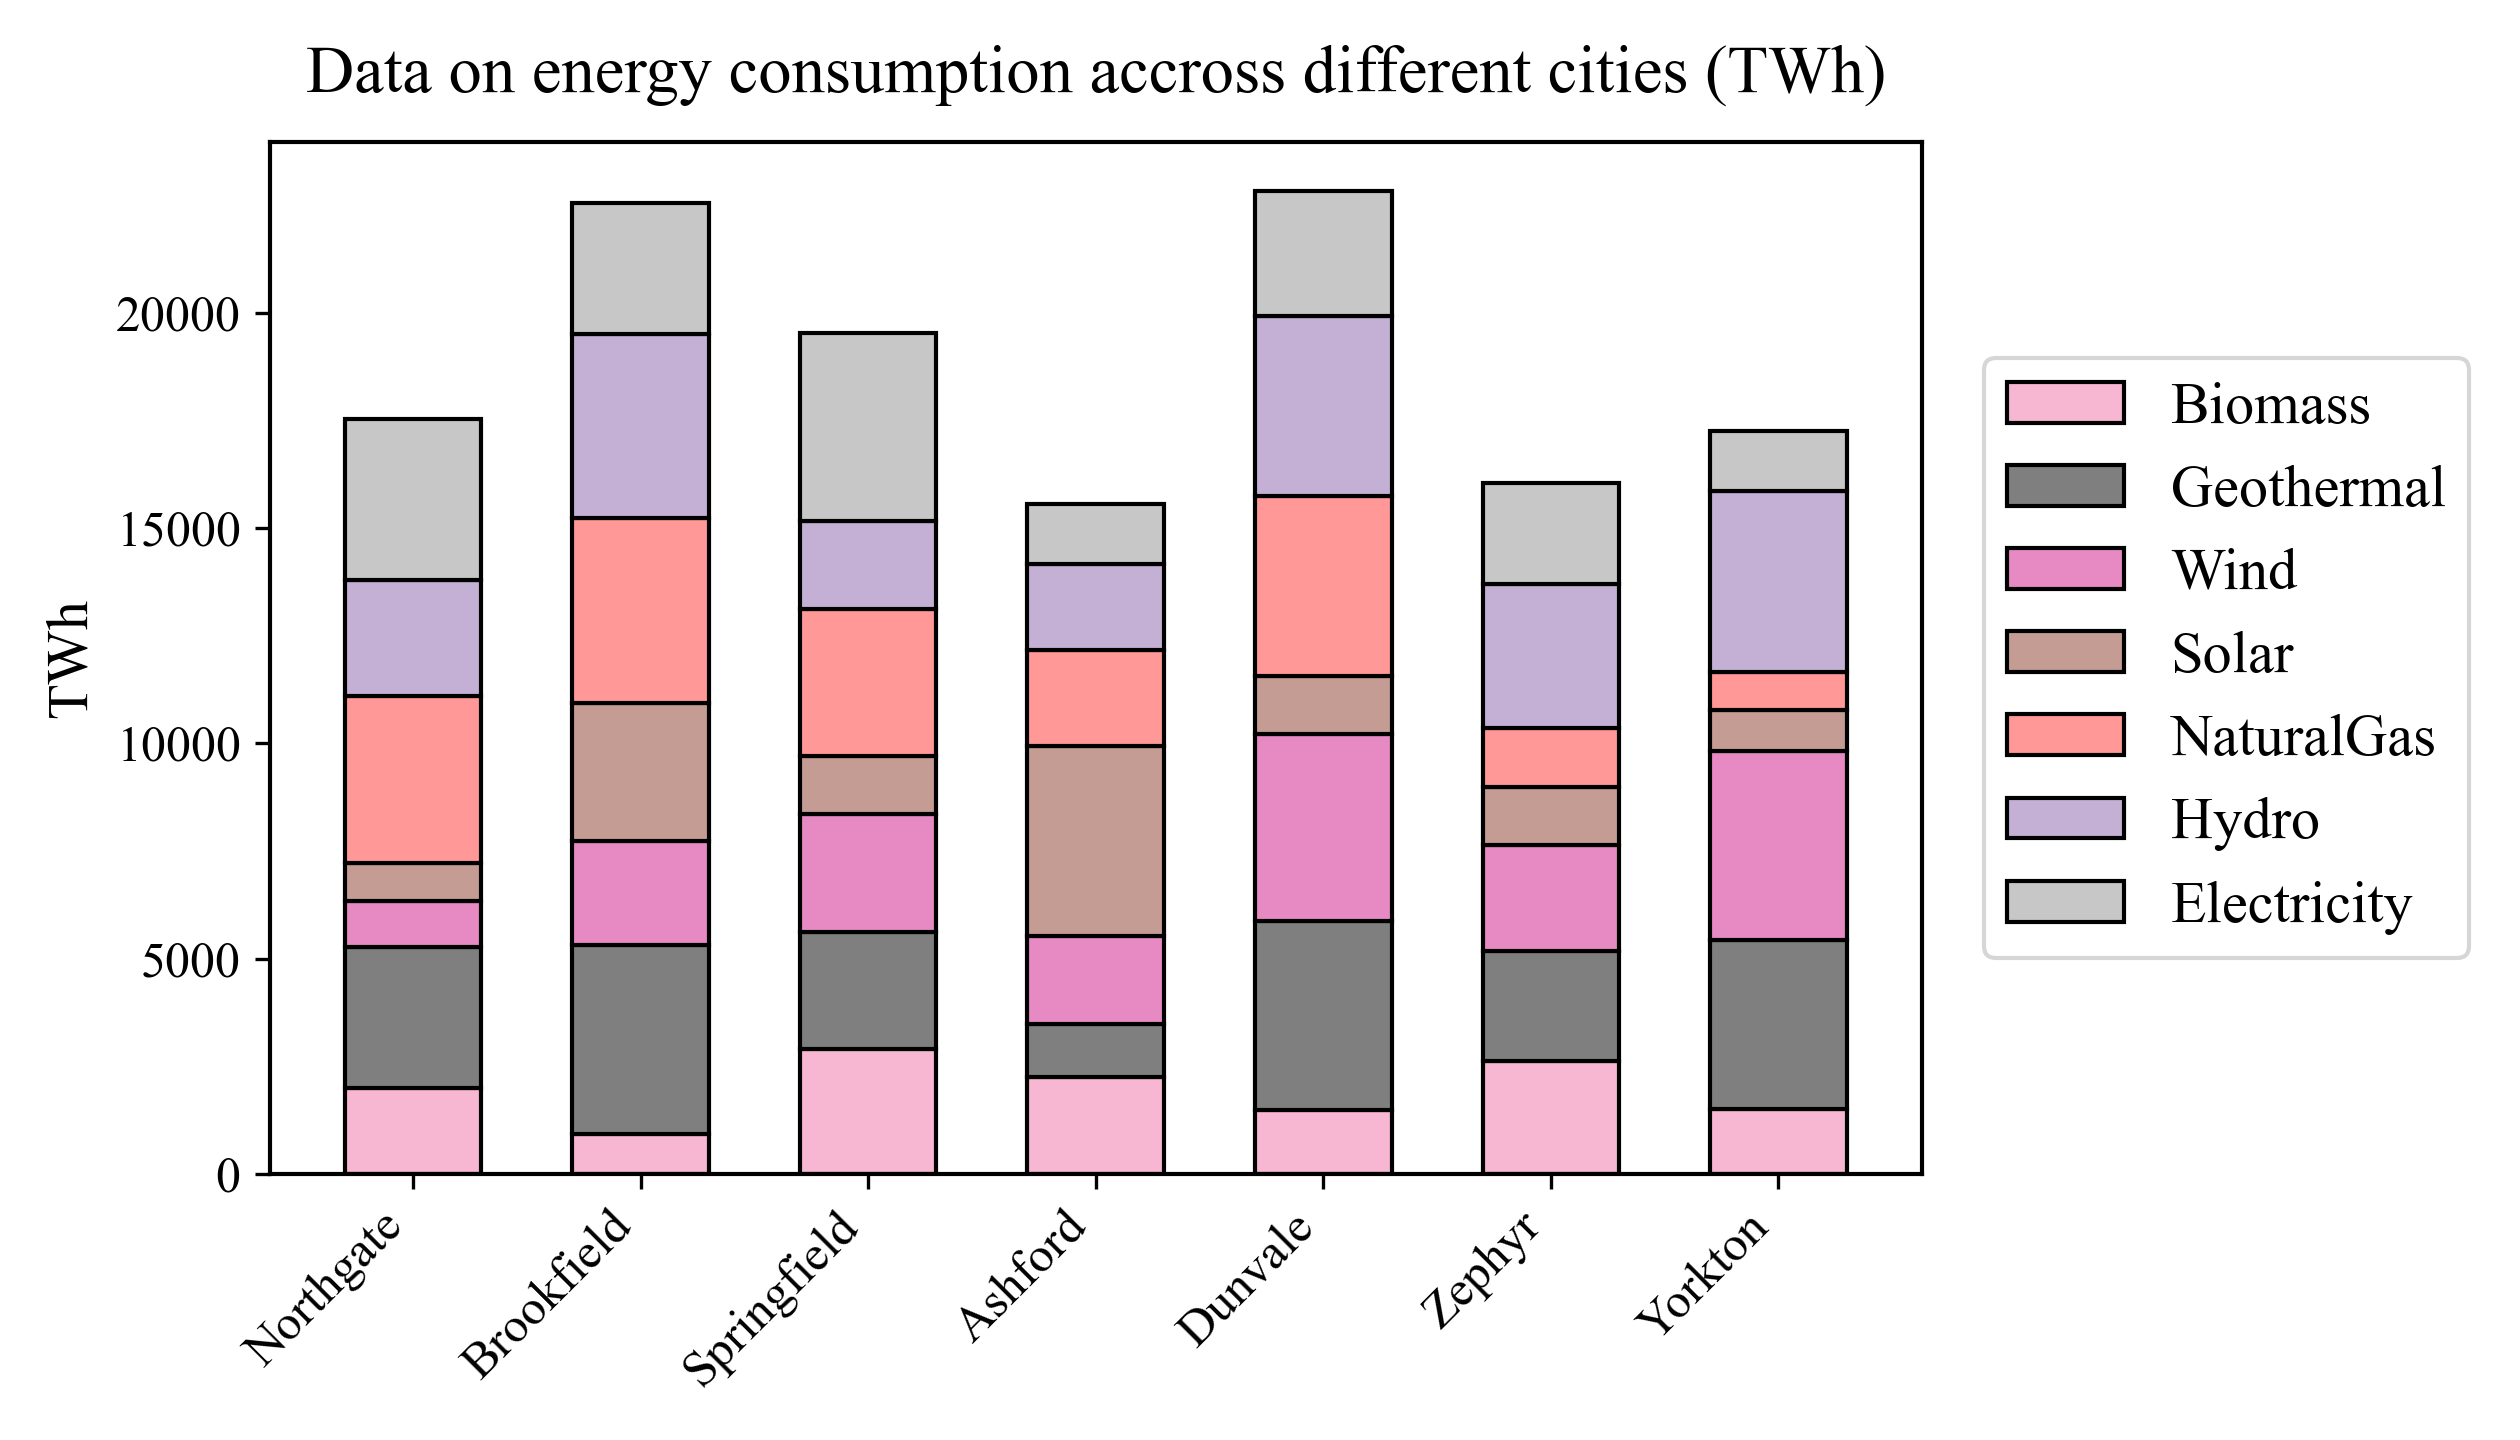 Data on energy consumption accross different cities (TWh)
TWh
20000
15000
10000
5000
0
Northgate
Brookfield
Springfield
Ashford
Dunvale
Zephyr
Yorkton
Biomass
Geothermal
Wind
Solar
NaturalGas
Hydro
Electricity